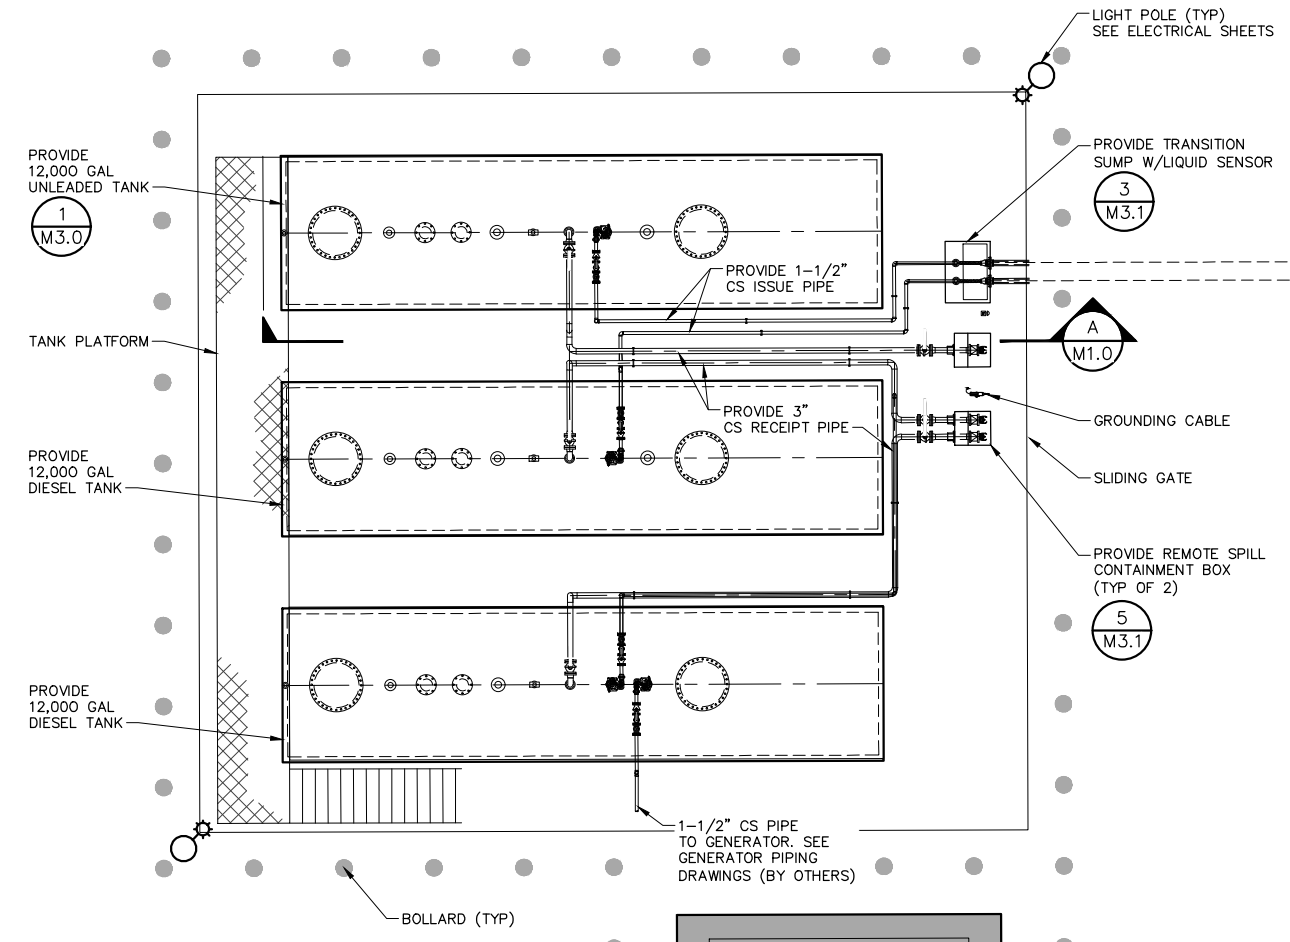 LIGHT POLE (TYP)
SEE ELECTRICAL SHEETS
PROVIDE
12,000 GAL
UNLEADED TANK
1
M3.0
PROVIDE TRANSITION
SUMP W/LIQUID SENSOR
3
M3.1
PROVIDE 1-1/2"
CS ISSUE PIPE
TANK PLATFORM
A
M1.0
PROVIDE 3"
CS RECEIPT PIPE
GROUNDING CABLE
PROVIDE
12,000 GAL
DIESEL TANK
SLIDING GATE
PROVIDE REMOTE SPILL
CONTAINMENT BOX
(TYP OF 2)
5
M3.1
PROVIDE
12,000 GAL
DIESEL TANK
1-1/2" CS PIPE
TO GENERATOR. SEE
GENERATOR PIPING
DRAWINGS (BY OTHERS)
BOLLARD (TYP)